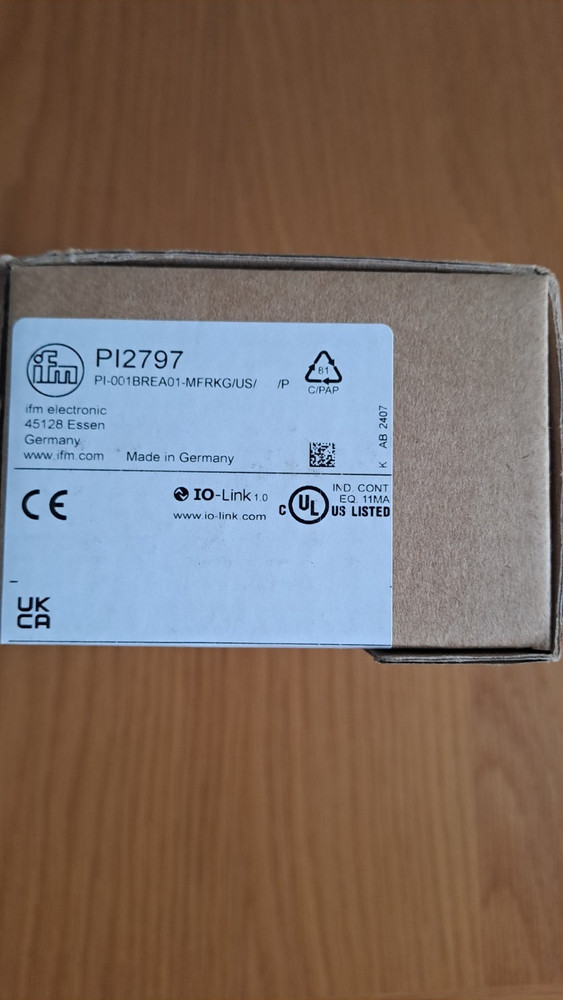 ifm
PI2797
PI-001BREA01-MFRKG/US/ /P
81
C/PAP
ifm electronic
45128 Essen
Germany
www.ifm.com Made in Germany
K AB 2407
CE
IO-Link 1.0
www.io-link.com
C UL US LISTED
IND. CONT
EQ. 11MA
UK
CA